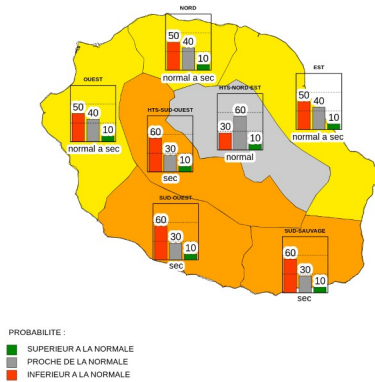 NORD
50 40 10
normal a sec
OUEST
50 40 10
normal a sec
HTS-SUD-OUEST
60 30 10
sec
HTS-NORD-EST
30 60 10
normal
EST
50 40 10
normal a sec
SUD-OUEST
60 30 10
sec
SUD-SAUVAGE
60 30 10
sec
PROBABILITE :
SUPERIEUR A LA NORMALE
PROCHE DE LA NORMALE
INFERIEUR A LA NORMALE